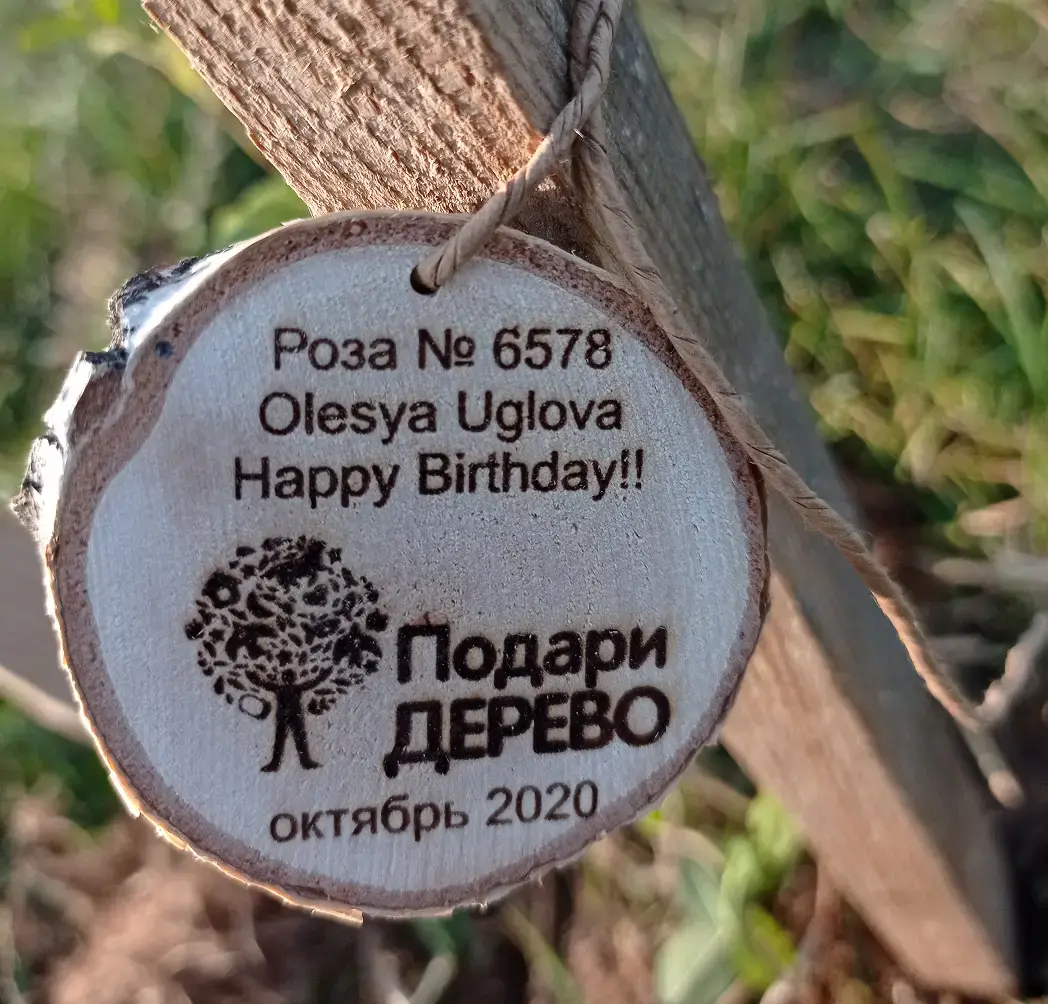 Роза № 6578
Olesya Uglova
Happy Birthday!!
Подари
ДЕРЕВО
октябрь 2020